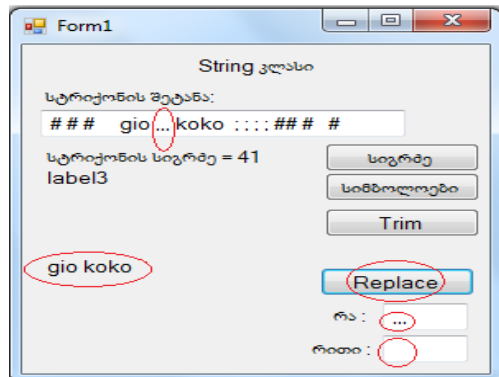 Form1
String კლასი
სტრიქონის შეტანა:
### gio ... koko ::::## #
სტრიქონის სიგრძე = 41
სიგრძე
label3
სიმბოლოები
Trim
gio koko
Replace
რა : ...
რითი :